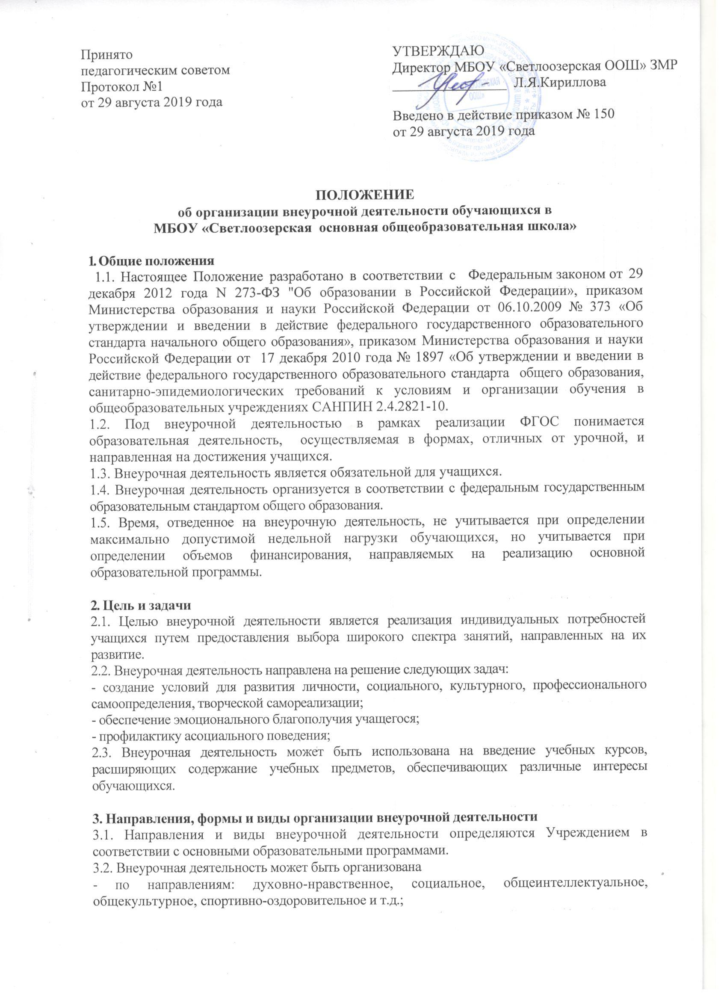 Принято
педагогическим советом
Протокол №1
от 29 августа 2019 года
УТВЕРЖДАЮ
Директор МБОУ «Светлоозерская ООШ» ЗМР
Л.Я.Кириллова
Введено в действие приказом № 150
от 29 августа 2019 года
ПОЛОЖЕНИЕ
об организации внеурочной деятельности обучающихся в
МБОУ «Светлоозерская основная общеобразовательная школа»
1. Общие положения
1.1. Настоящее Положение разработано в соответствии с Федеральным законом от 29
декабря 2012 года N 273-ФЗ "Об образовании в Российской Федерации», приказом
Министерства образования и науки Российской Федерации от 06.10.2009 № 373 «Об
утверждении и введении в действие федерального государственного образовательного
стандарта начального общего образования», приказом Министерства образования и науки
Российской Федерации от 17 декабря 2010 года № 1897 «Об утверждении и введении в
действие федерального государственного образовательного стандарта общего образования,
санитарно-эпидемиологических требований к условиям и организации обучения в
общеобразовательных учреждениях САНПИН 2.4.2821-10.
1.2. Под внеурочной деятельностью в рамках реализации ФГОС понимается
образовательная деятельность, осуществляемая в формах, отличных от урочной, и
направленная на достижения учащихся.
1.3. Внеурочная деятельность является обязательной для учащихся.
1.4. Внеурочная деятельность организуется в соответствии с федеральным государственным
образовательным стандартом общего образования.
1.5. Время, отведенное на внеурочную деятельность, не учитывается при определении
максимально допустимой недельной нагрузки обучающихся, но учитывается при
определении объемов финансирования, направляемых на реализацию основной
образовательной программы.
2. Цель и задачи
2.1. Целью внеурочной деятельности является реализация индивидуальных потребностей
учащихся путем предоставления выбора широкого спектра занятий, направленных на их
развитие.
2.2. Внеурочная деятельность направлена на решение следующих задач:
- создание условий для развития личности, социального, культурного, профессионального
самоопределения, творческой самореализации;
- обеспечение эмоционального благополучия учащегося;
- профилактику асоциального поведения;
2.3. Внеурочная деятельность может быть использована на введение учебных курсов,
расширяющих содержание учебных предметов, обеспечивающих различные интересы
обучающихся.
3. Направления, формы и виды организации внеурочной деятельности
3.1. Направления и виды внеурочной деятельности определяются Учреждением в
соответствии с основными образовательными программами.
3.2. Внеурочная деятельность может быть организована
- по направлениям: духовно-нравственное, социальное, общеинтеллектуальное,
общекультурное, спортивно-оздоровительное и т.д.;